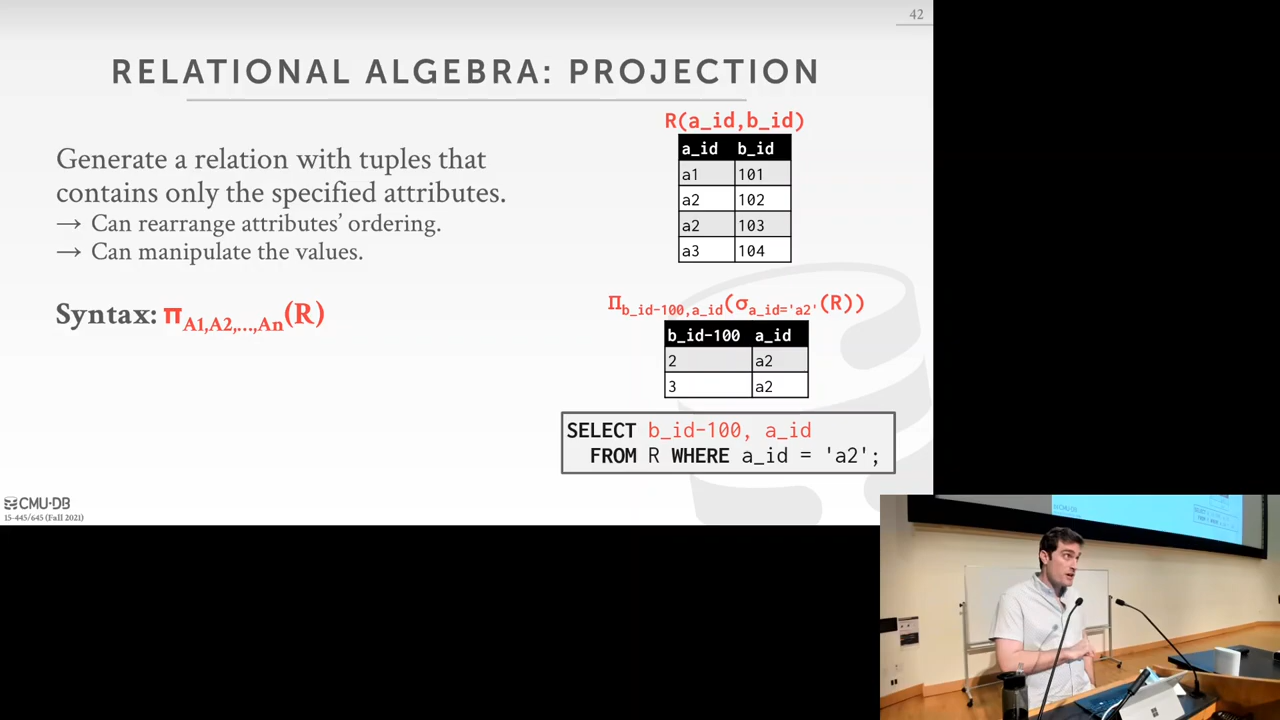 42
RELATIONAL ALGEBRA: PROJECTION
Generate a relation with tuples that
contains only the specified attributes.
→ Can rearrange attributes’ ordering.
→ Can manipulate the values.
Syntax: πA1,A2,…,An(R)
R(a_id,b_id)
a_id b_id
a1 101
a2 102
a2 103
a3 104
Πb_id-100,a_id(σa_id='a2'(R))
b_id-100 a_id
2 a2
3 a2
SELECT b_id-100, a_id
FROM R WHERE a_id = 'a2';
CMU·DB
15-445/645 (Fall 2021)